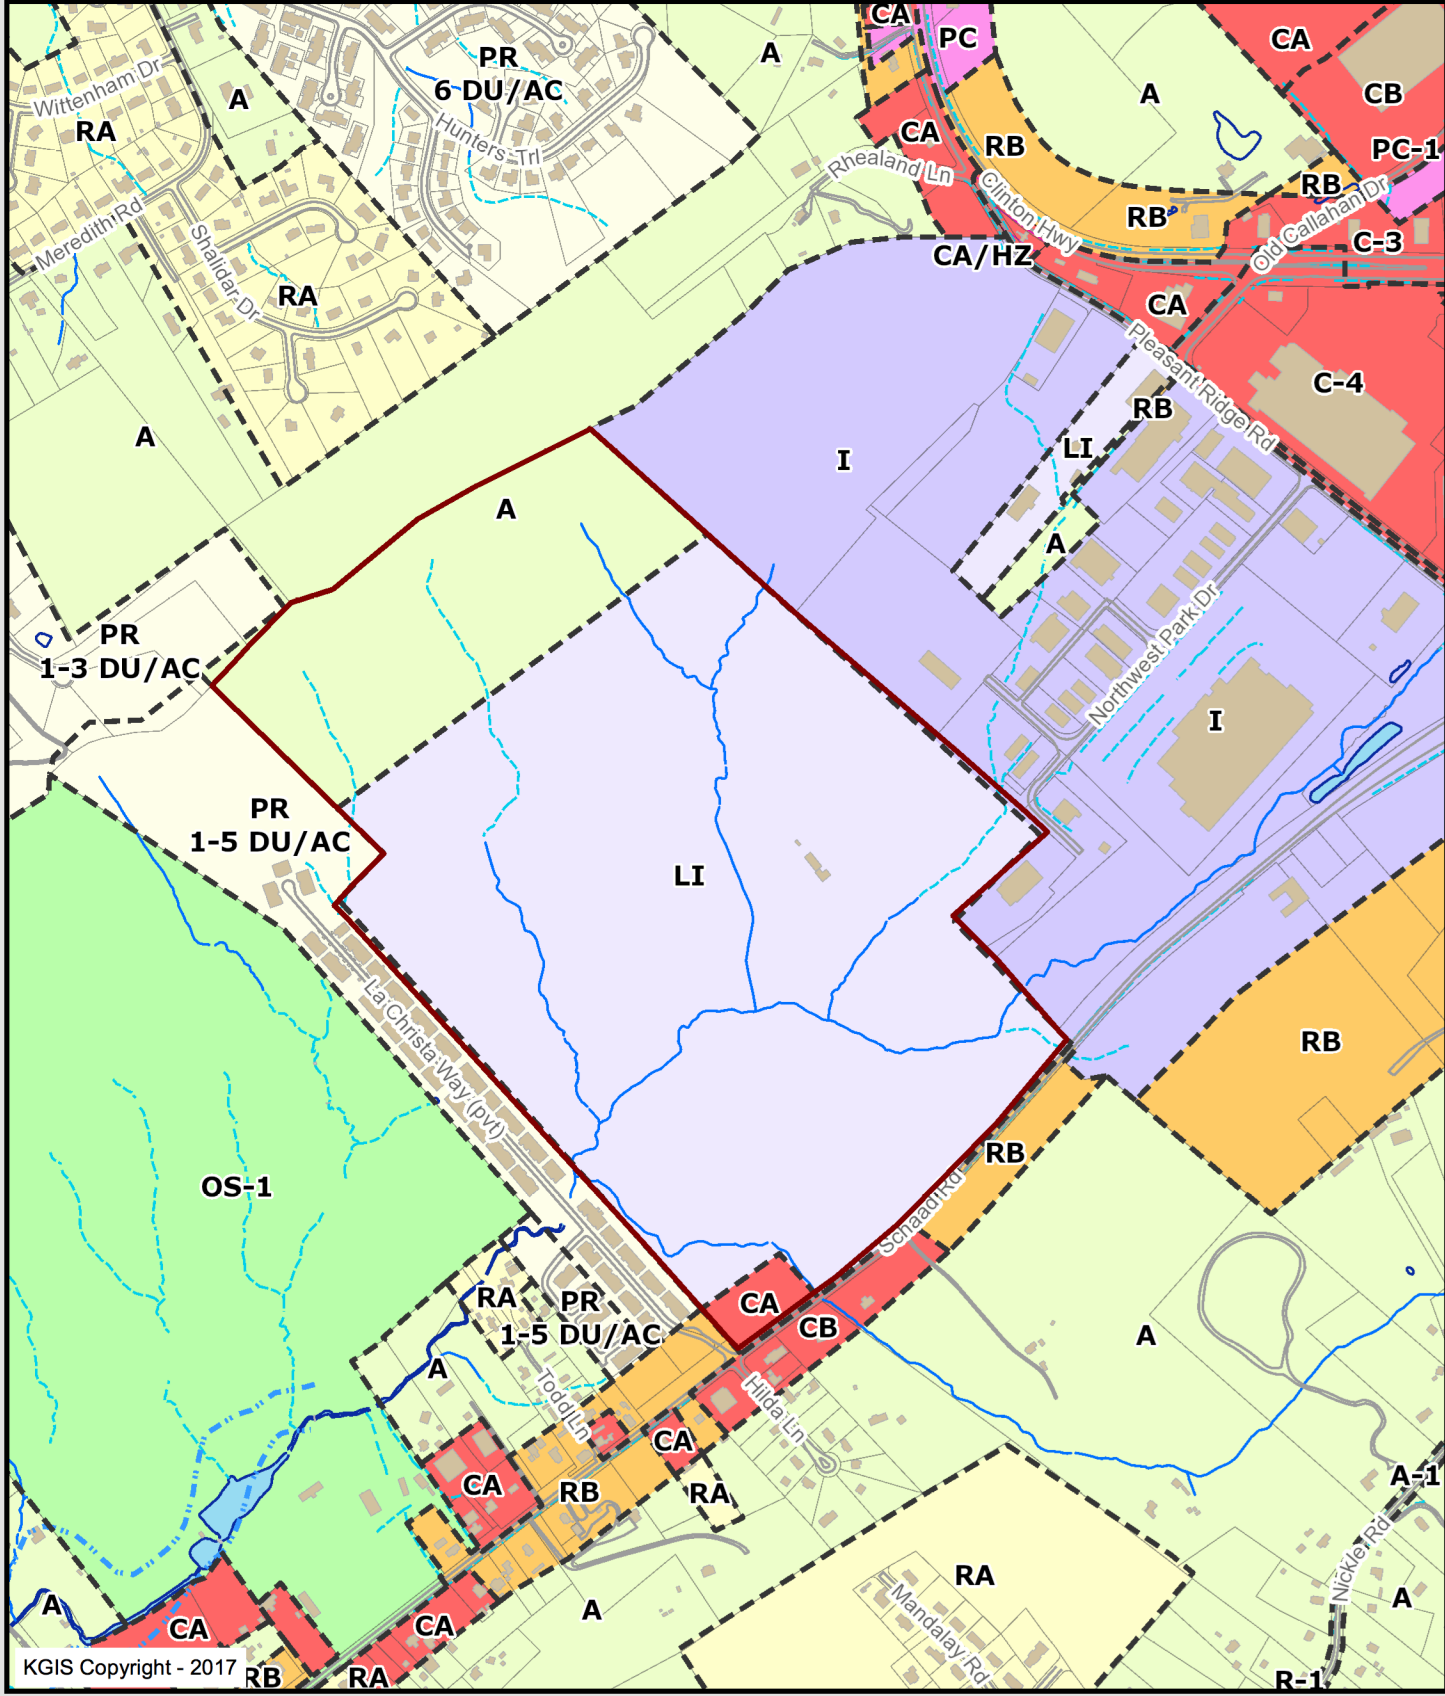 CA
PC
CA
PR
6 DU/AC
A
A
A
CB
Wittenham Dr
RA
Hunters Trl
CA
RB
PC-1
Rhealand Ln
RB
Meredith Rd
Shalidar Dr
Clinton Hwy
RB
Old Callahan Dr
C-3
CA/HZ
RA
CA
Pleasant Ridge Rd
C-4
RB
A
LI
I
A
A
Northwest Park Dr
PR
1-3 DU/AC
I
PR
1-5 DU/AC
LI
La Christa Way (pvt)
RB
RB
OS-1
Schaad Rd
RA
PR
1-5 DU/AC
CA
CB
A
A
Todd Ln
Hilda Ln
CA
CA
RB
RA
A-1
Nickle Rd
RA
A
A
A
CA
CA
Mandalay Rd
KGIS Copyright - 2017
RB
RA
R-1